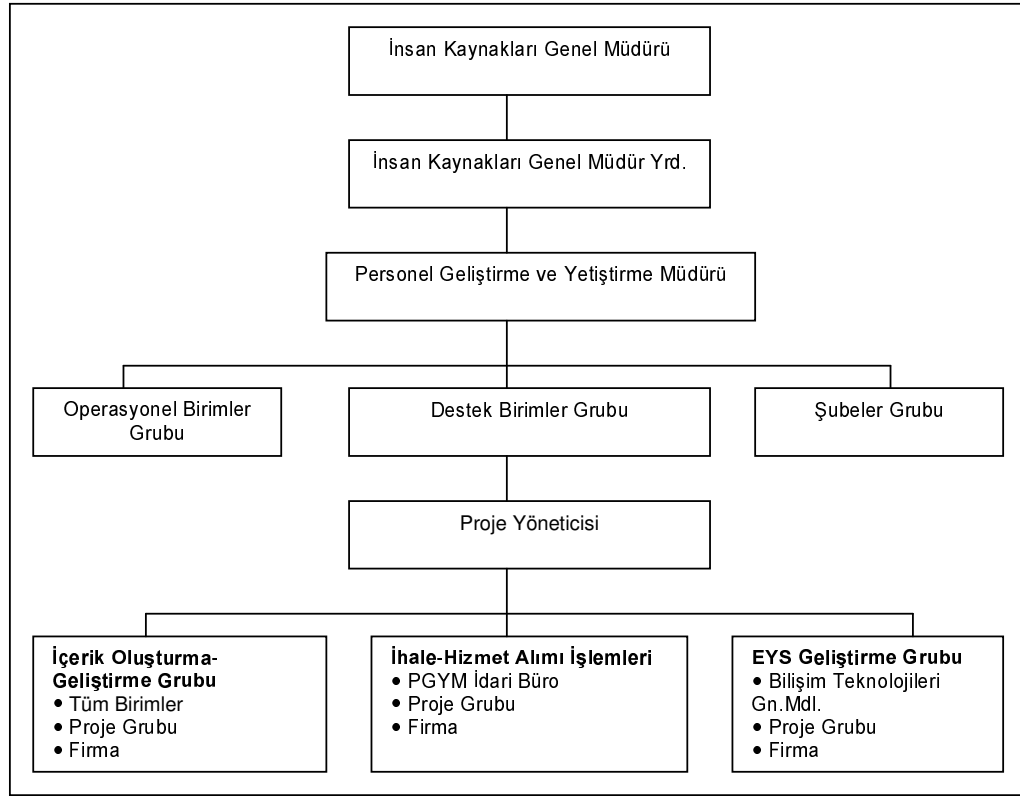 İnsan Kaynakları Genel Müdürü
İnsan Kaynakları Genel Müdür Yrd.
Personel Geliştirme ve Yetiştirme Müdürü
Operasyonel Birimler
Grubu
Destek Birimler Grubu
Şubeler Grubu
Proje Yöneticisi
İçerik Oluşturma-
Geliştirme Grubu
● Tüm Birimler
● Proje Grubu
● Firma
İhale-Hizmet Alımı İşlemleri
● PGYM İdari Büro
● Proje Grubu
● Firma
EYS Geliştirme Grubu
● Bilişim Teknolojileri
Gn.Mdl.
● Proje Grubu
● Firma